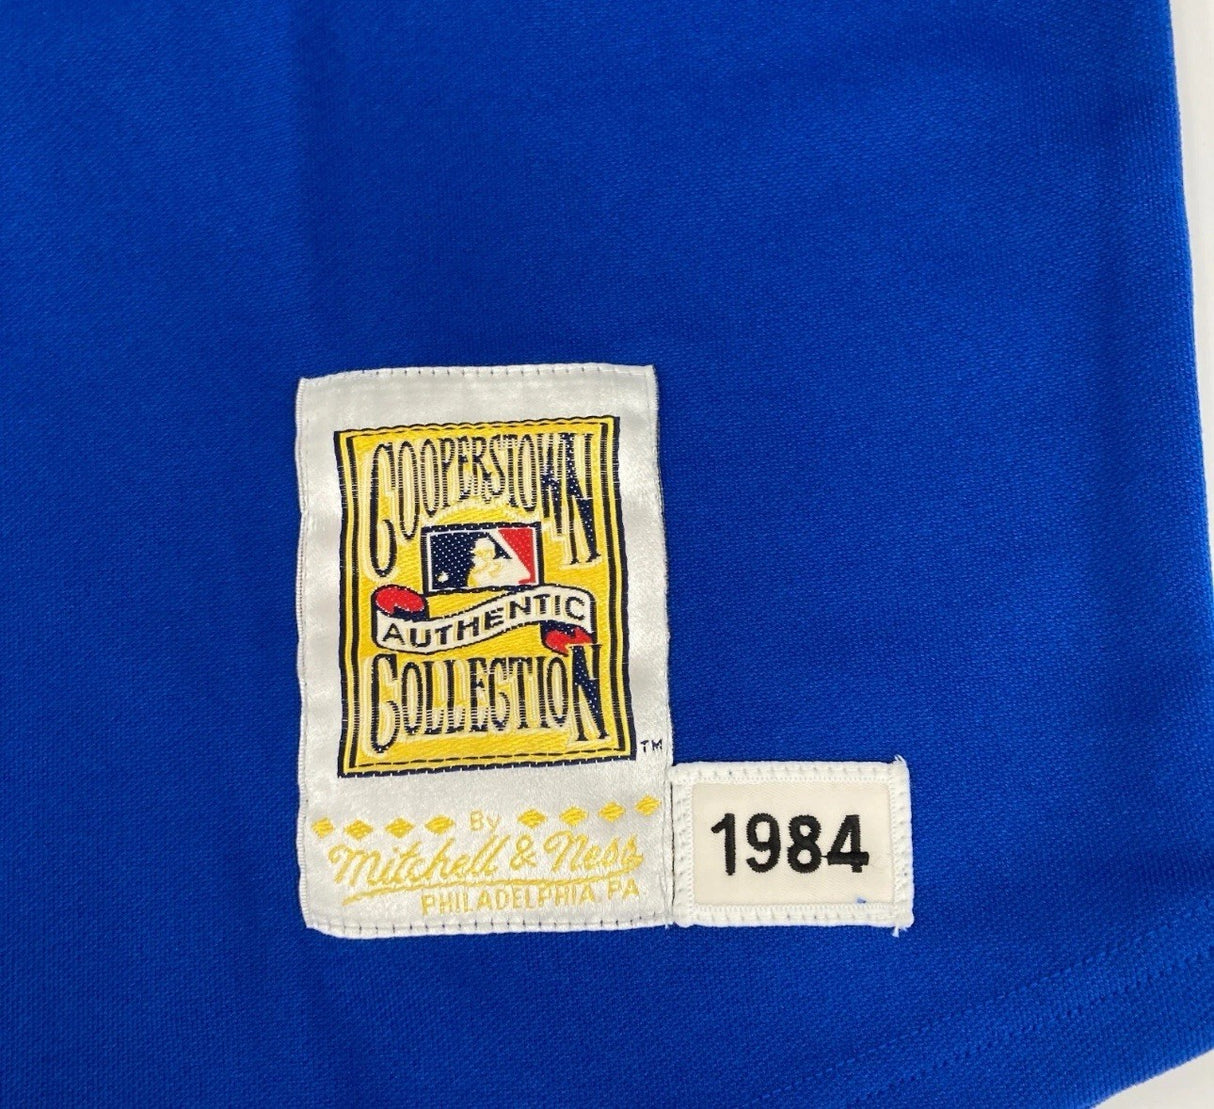 COOPERSTOWN
AUTHENTIC
COLLECTION
TM
By
Mitchell & Ness
PHILADELPHIA, PA
1984